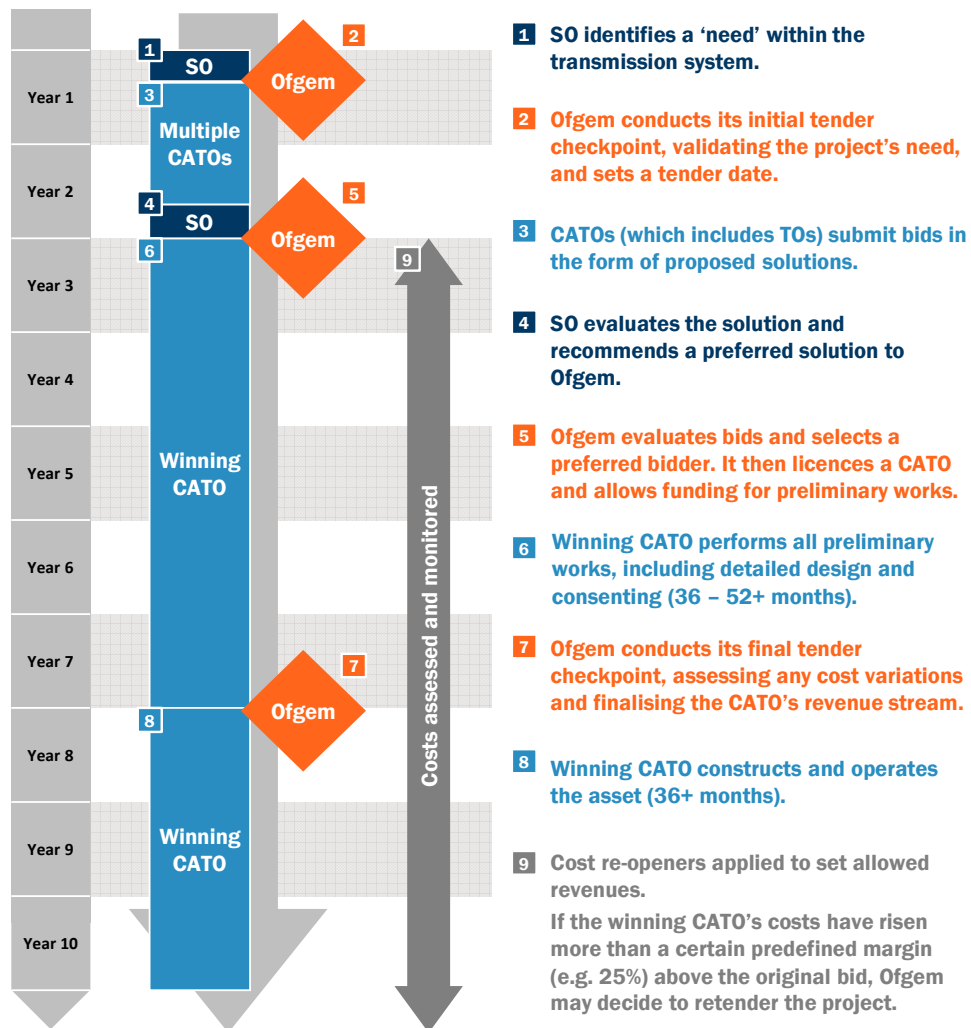 1
SO
2
Ofgem
3
Multiple
CATOs
4
SO
5
Ofgem
6
Winning
CATO
7
Ofgem
8
Winning
CATO
9
Costs assessed and monitored
Year 1
Year 2
Year 3
Year 4
Year 5
Year 6
Year 7
Year 8
Year 9
Year 10
1 SO identifies a ‘need’ within the
transmission system.
2 Ofgem conducts its initial tender
checkpoint, validating the project’s need,
and sets a tender date.
3 CATOs (which includes TOs) submit bids in
the form of proposed solutions.
4 SO evaluates the solution and
recommends a preferred solution to
Ofgem.
5 Ofgem evaluates bids and selects a
preferred bidder. It then licences a CATO
and allows funding for preliminary works.
6 Winning CATO performs all preliminary
works, including detailed design and
consenting (36 – 52+ months).
7 Ofgem conducts its final tender
checkpoint, assessing any cost variations
and finalising the CATO’s revenue stream.
8 Winning CATO constructs and operates
the asset (36+ months).
9 Cost re-openers applied to set allowed
revenues.
If the winning CATO’s costs have risen
more than a certain predefined margin
(e.g. 25%) above the original bid, Ofgem
may decide to retender the project.